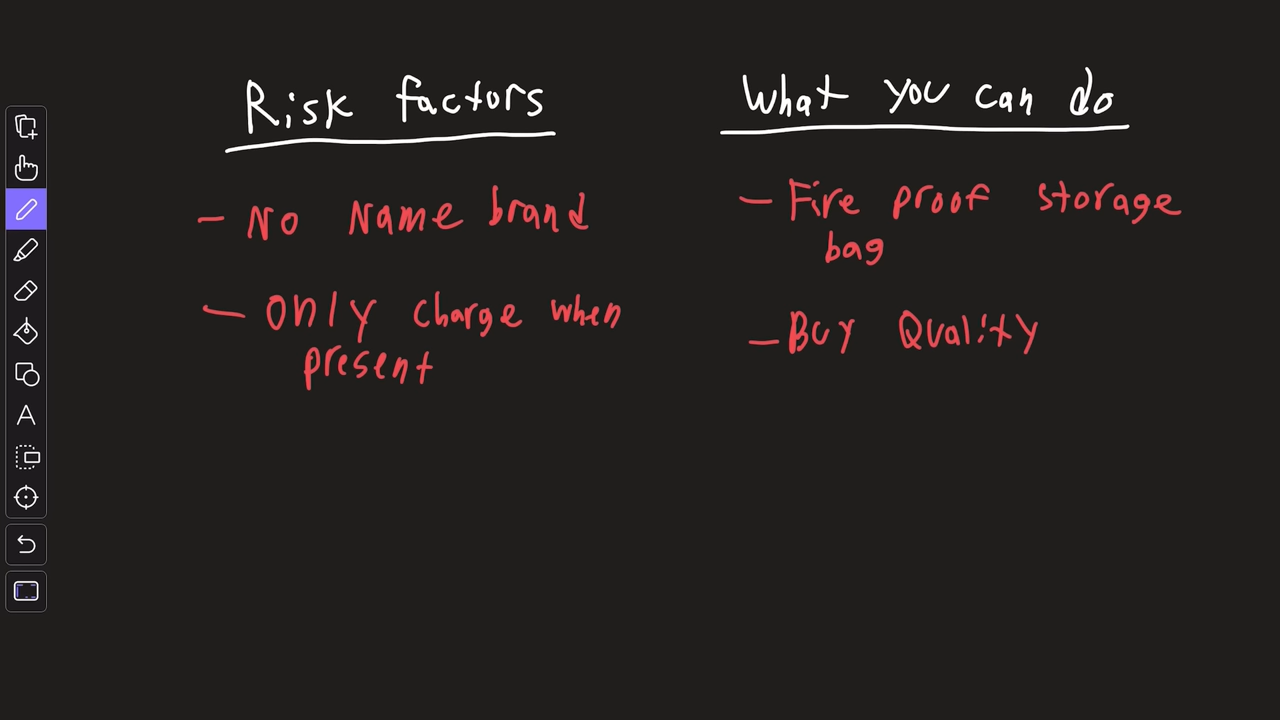 Risk factors
- No Name brand
- Only charge when
present
What you can do
- Fire proof storage
bag
- Buy Quality